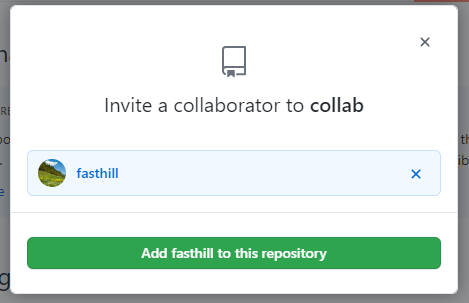 Invite a collaborator to collab
fasthill
Add fasthill to this repository